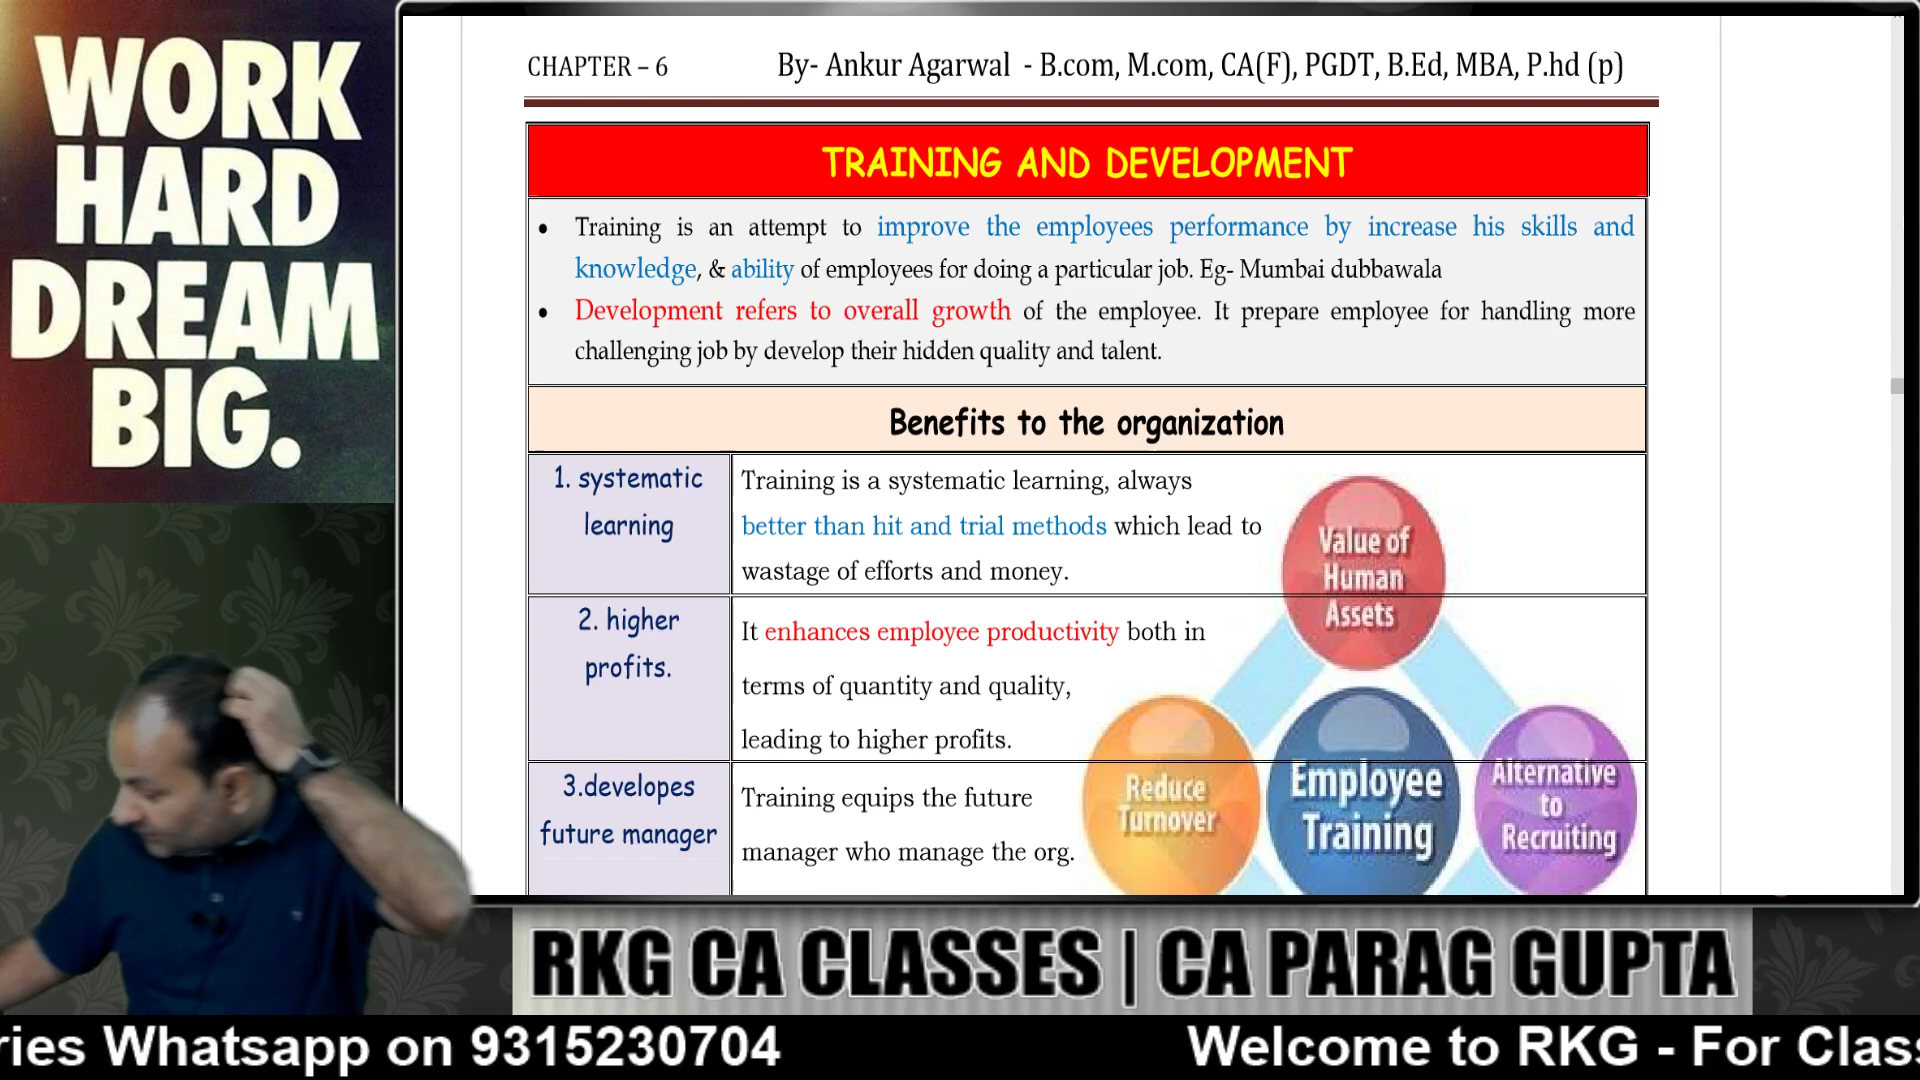 WORK
HARD
DREAM
BIG.
CHAPTER – 6
By- Ankur Agarwal - B.com, M.com, CA(F), PGDT, B.Ed, MBA, P.hd (p)
TRAINING AND DEVELOPMENT
• Training is an attempt to improve the employees performance by increase his skills and
knowledge, & ability of employees for doing a particular job. Eg- Mumbai dubbawala
• Development refers to overall growth of the employee. It prepare employee for handling more
challenging job by develop their hidden quality and talent.
Benefits to the organization
1. systematic
learning
Training is a systematic learning, always
better than hit and trial methods which lead to
wastage of efforts and money.
2. higher
profits.
It enhances employee productivity both in
terms of quantity and quality,
leading to higher profits.
3.developes
future manager
Training equips the future
manager who manage the org.
Value of
Human
Assets
Reduce
Turnover
Employee
Training
Alternative
to
Recruiting
RKG CA CLASSES | CA PARAG GUPTA
ries Whatsapp on 9315230704
Welcome to RKG - For Class